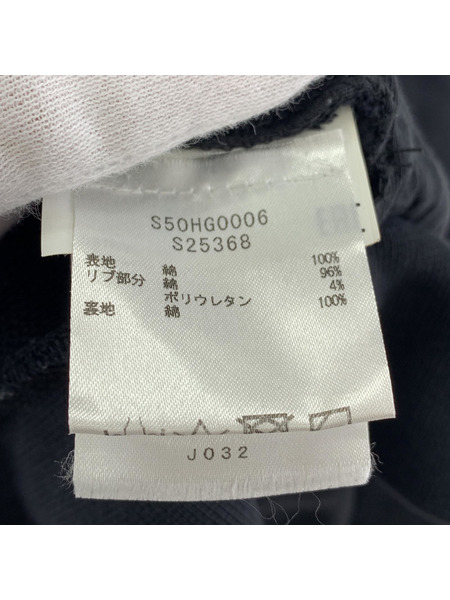 S50HG0006
S25368
表地 綿 100%
リブ部分 綿 96%
ポリウレタン 4%
裏地 綿 100%
J032